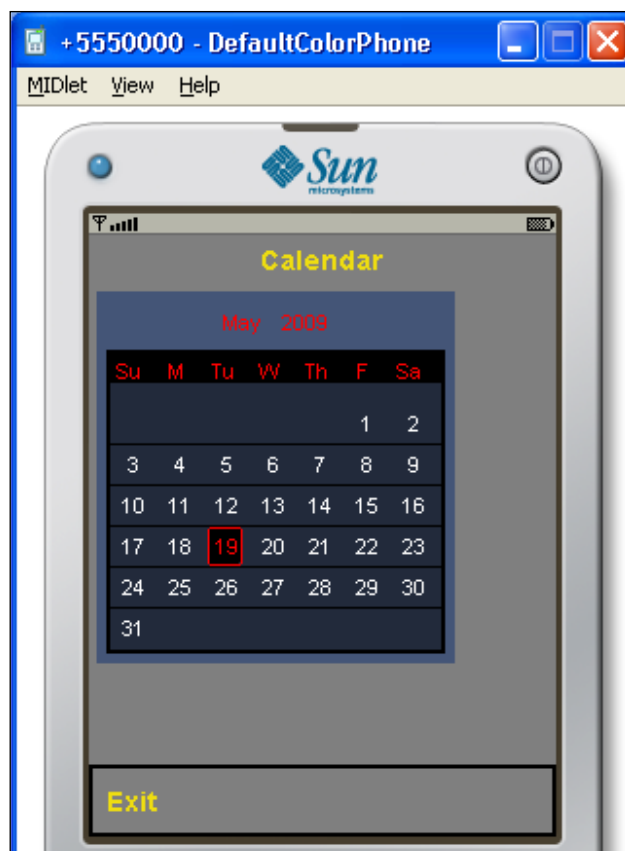 +5550000 - DefaultColorPhone
MIDlet View Help
Sun
microsystems
Calendar
May 2009
Su M Tu W Th F Sa
1 2
3 4 5 6 7 8 9
10 11 12 13 14 15 16
17 18 19 20 21 22 23
24 25 26 27 28 29 30
31
Exit